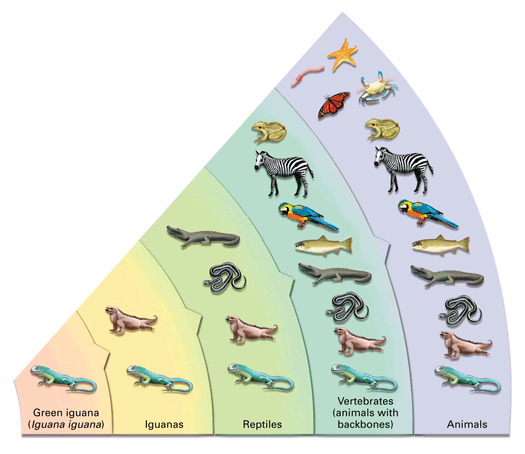 Green iguana
(Iguana iguana)
Iguanas
Reptiles
Vertebrates
(animals with
backbones)
Animals